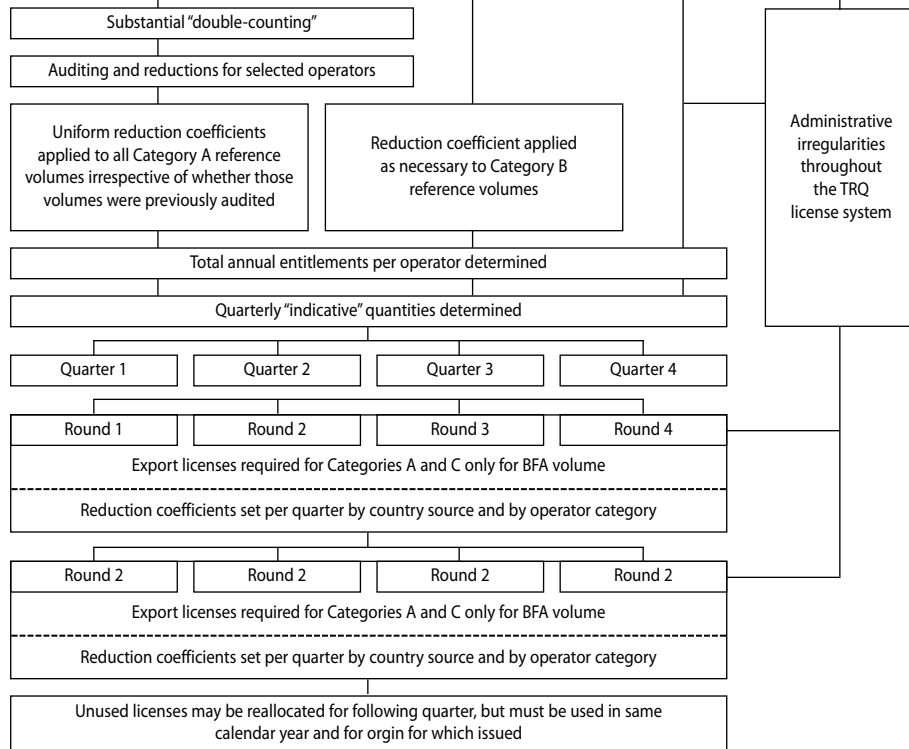 Substantial “double-counting”
Auditing and reductions for selected operators
Uniform reduction coefficients
applied to all Category A reference
volumes irrespective of whether those
volumes were previously audited
Reduction coefficient applied
as necessary to Category B
reference volumes
Administrative
irregularities
throughout
the TRQ
license system
Total annual entitlements per operator determined
Quarterly “indicative” quantities determined
Quarter 1
Quarter 2
Quarter 3
Quarter 4
Round 1
Round 2
Round 3
Round 4
Export licenses required for Categories A and C only for BFA volume
Reduction coefficients set per quarter by country source and by operator category
Round 2
Round 2
Round 2
Round 2
Export licenses required for Categories A and C only for BFA volume
Reduction coefficients set per quarter by country source and by operator category
Unused licenses may be reallocated for following quarter, but must be used in same
calendar year and for orgin for which issued